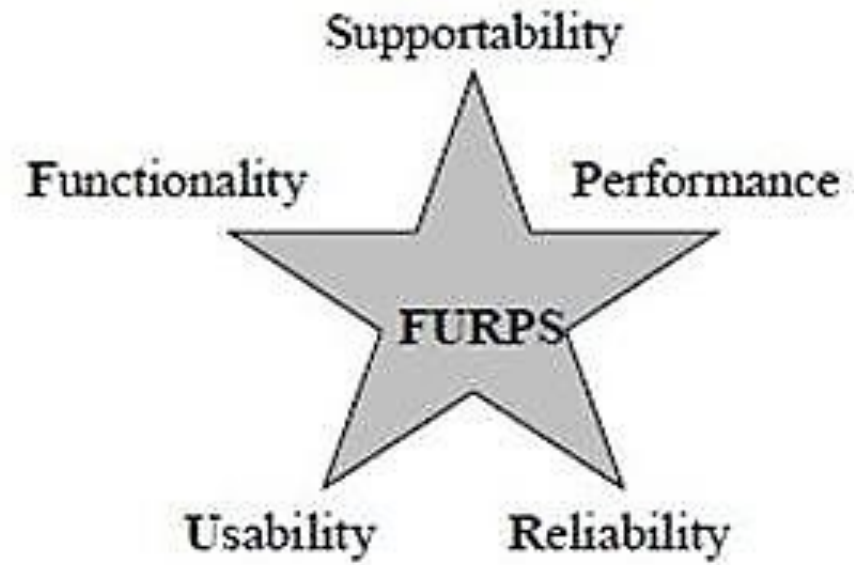 Supportability
Functionality
Performance
FURPS
Usability
Reliability